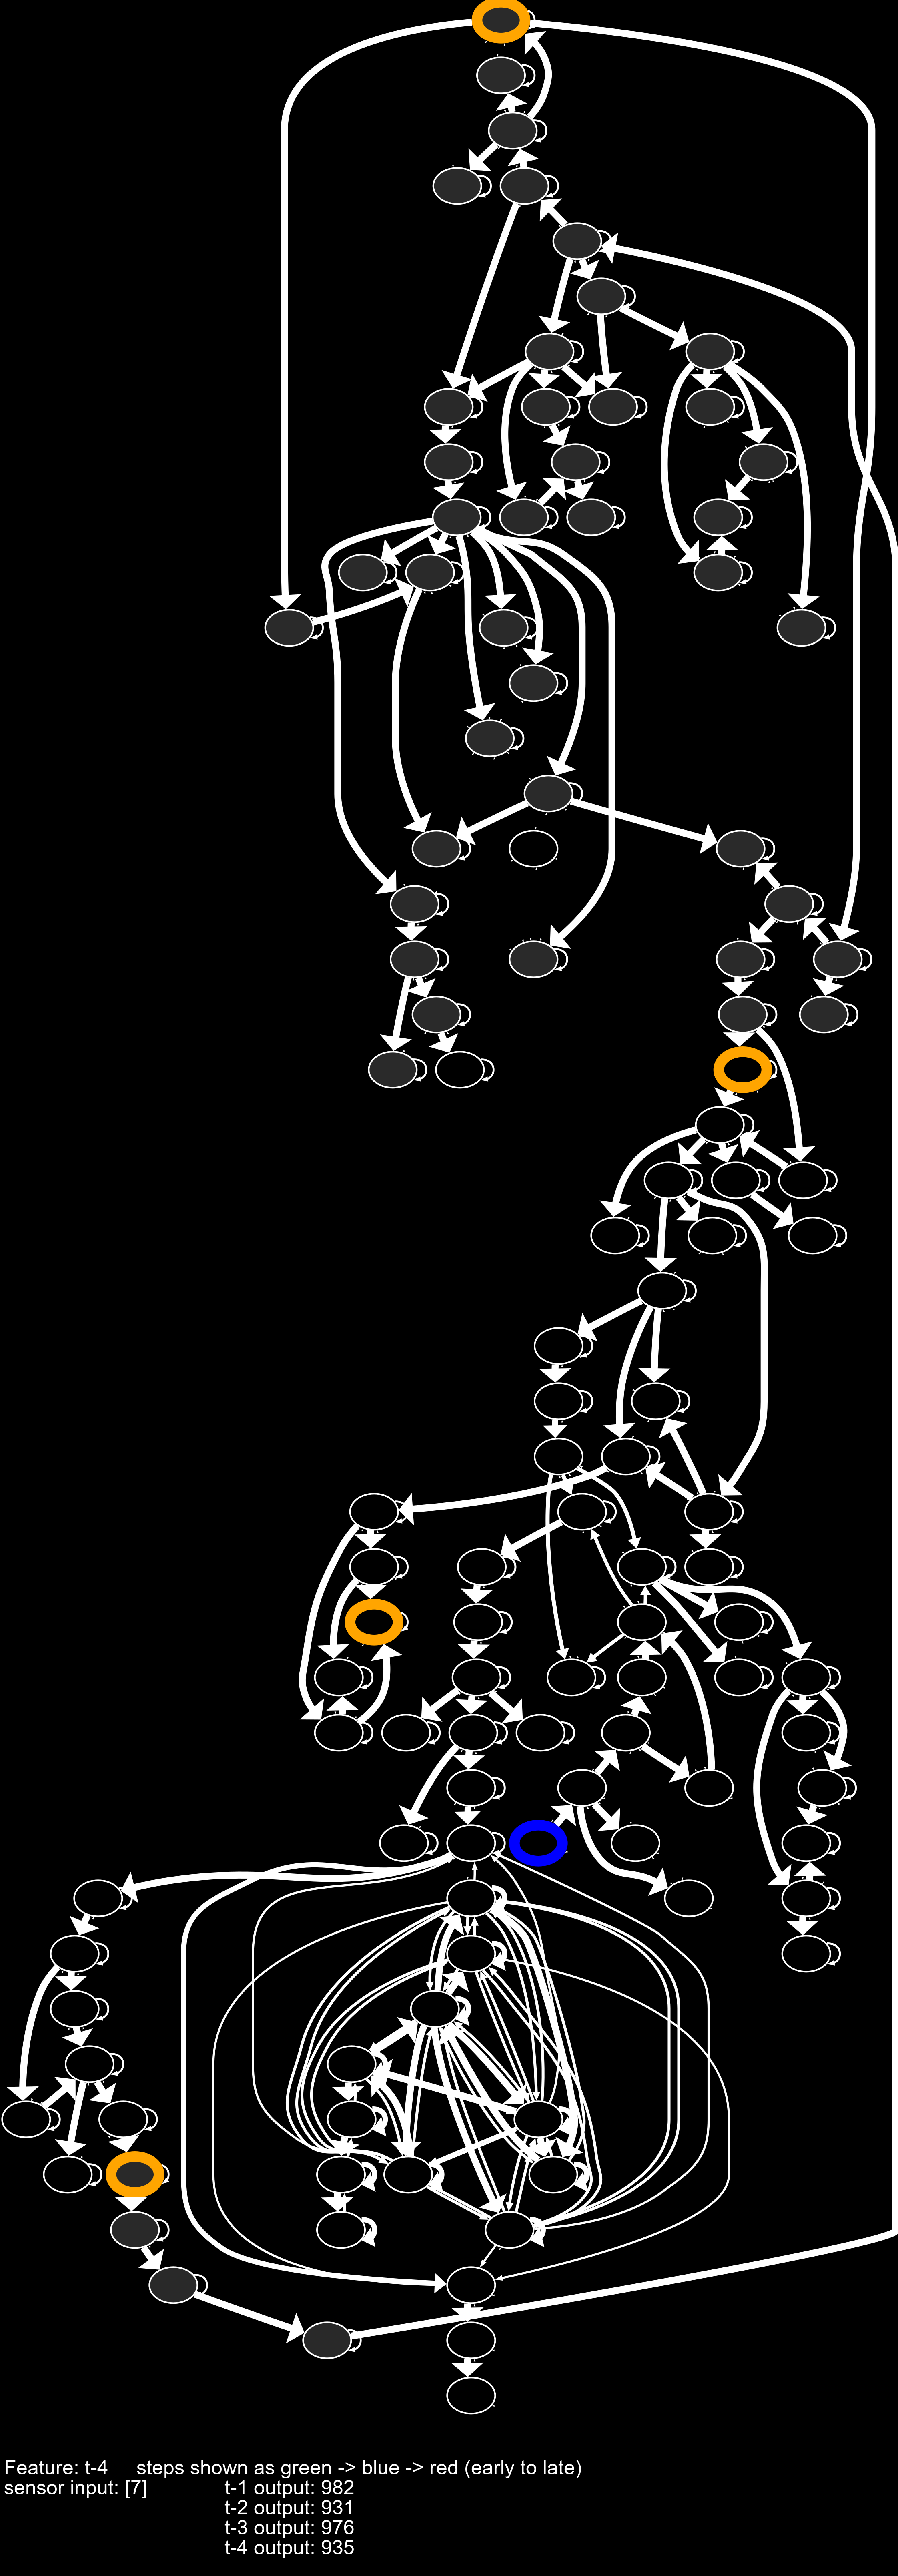 Feature: t-4 steps shown as green -> blue -> red (early to late)
sensor input: [7] t-1 output: 982
t-2 output: 931
t-3 output: 976
t-4 output: 935